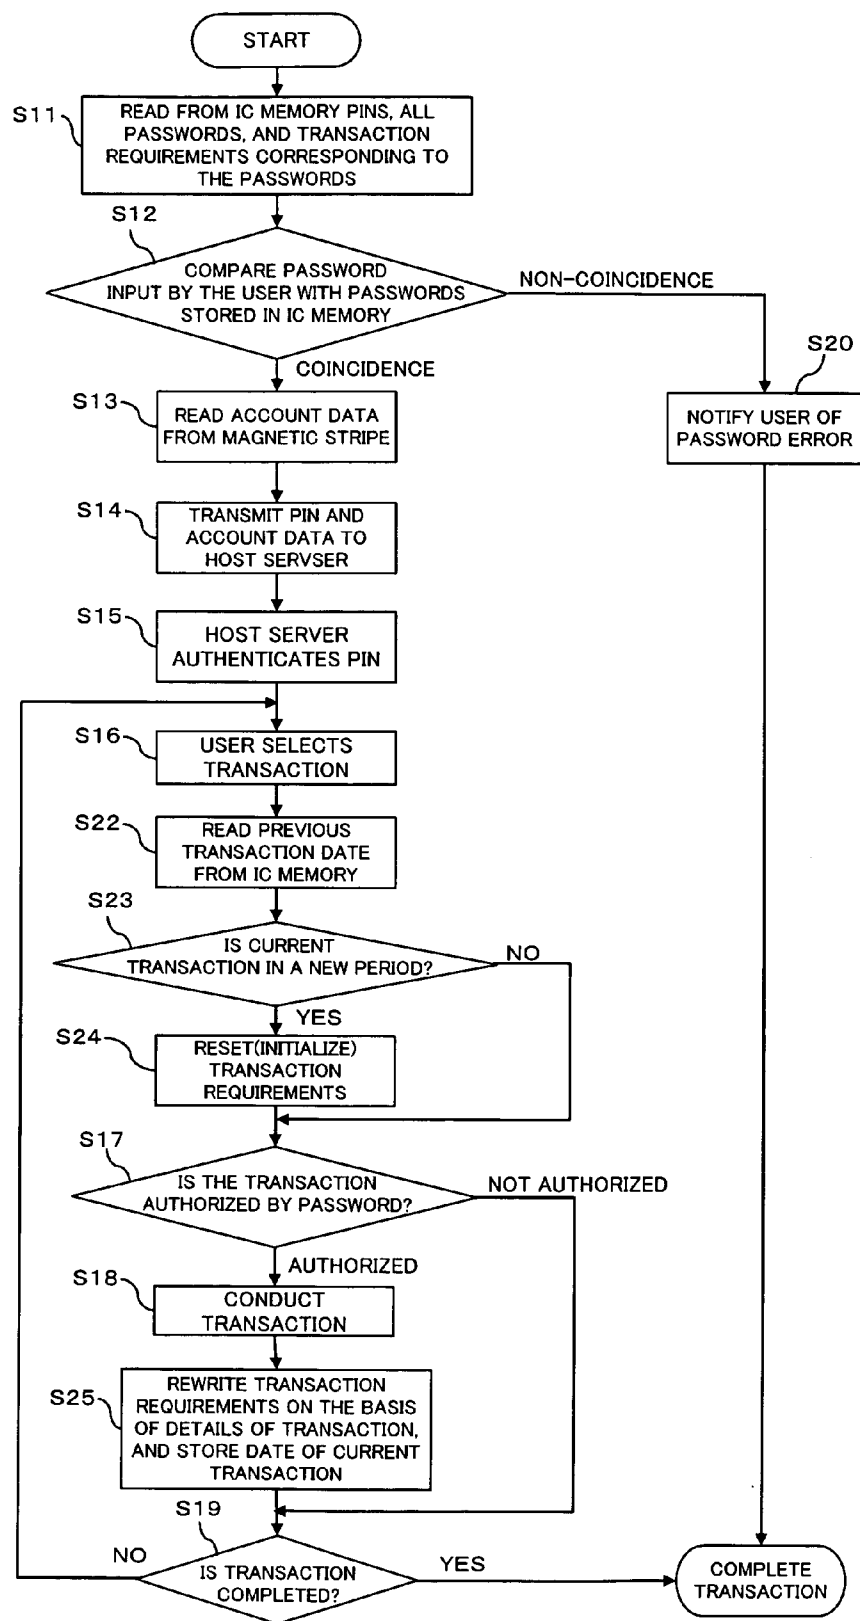 START
S11
READ FROM IC MEMORY PINS, ALL
PASSWORDS, AND TRANSACTION
REQUIREMENTS CORRESPONDING TO
THE PASSWORDS
S12
COMPARE PASSWORD
INPUT BY THE USER WITH PASSWORDS
STORED IN IC MEMORY
NON-COINCIDENCE
COINCIDENCE
S20
NOTIFY USER OF
PASSWORD ERROR
S13
READ ACCOUNT DATA
FROM MAGNETIC STRIPE
S14
TRANSMIT PIN AND
ACCOUNT DATA TO
HOST SERVSER
S15
HOST SERVER
AUTHENTICATES PIN
S16
USER SELECTS
TRANSACTION
S22
READ PREVIOUS
TRANSACTION DATE
FROM IC MEMORY
S23
IS CURRENT
TRANSACTION IN A NEW PERIOD?
NO
YES
S24
RESET(INITIALIZE)
TRANSACTION
REQUIREMENTS
S17
IS THE TRANSACTION
AUTHORIZED BY PASSWORD?
NOT AUTHORIZED
AUTHORIZED
S18
CONDUCT
TRANSACTION
S25
REWRITE TRANSACTION
REQUIREMENTS ON THE BASIS
OF DETAILS OF TRANSACTION,
AND STORE DATE OF CURRENT
TRANSACTION
S19
NO
IS TRANSACTION
COMPLETED?
YES
COMPLETE
TRANSACTION